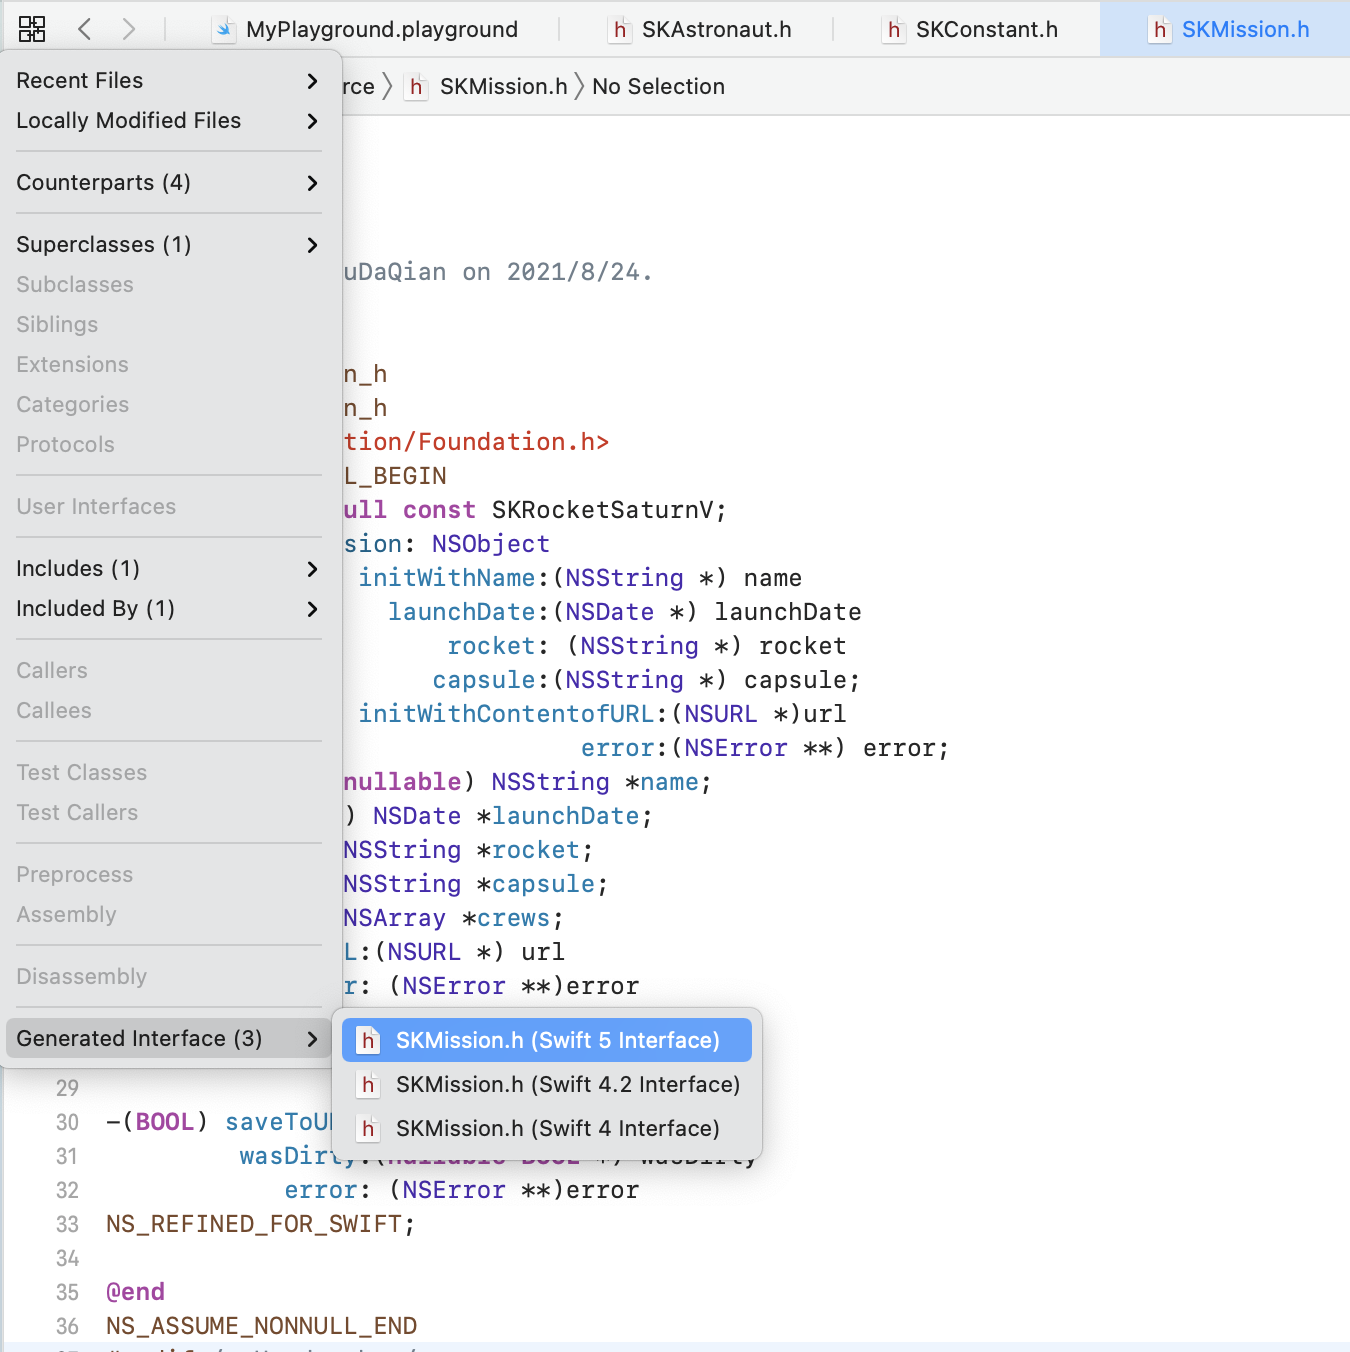 MyPlayground.playground
h SKAstronaut.h
h SKConstant.h
h SKMission.h
rce 〉 h SKMission.h 〉 No Selection
Recent Files
Locally Modified Files
Counterparts (4)
Superclasses (1)
Subclasses
Siblings
Extensions
Categories
Protocols
User Interfaces
Includes (1)
Included By (1)
Callers
Callees
Test Classes
Test Callers
Preprocess
Assembly
Disassembly
Generated Interface (3)
h SKMission.h (Swift 5 Interface)
h SKMission.h (Swift 4.2 Interface)
h SKMission.h (Swift 4 Interface)
uDaQian on 2021/8/24.
n_h
n_h
tion/Foundation.h>
L_BEGIN
ull const SKRocketSaturnV;
sion: NSObject
initWithName:(NSString *) name
launchDate:(NSDate *) launchDate
rocket: (NSString *) rocket
capsule:(NSString *) capsule;
initWithContentofURL:(NSURL *)url
error:(NSError **) error;
nullable) NSString *name;
) NSDate *launchDate;
NSString *rocket;
NSString *capsule;
NSArray *crews;
L:(NSURL *) url
r: (NSError **)error
29
30 -(BOOL) saveToU
31 wasDirty:(nullable BOOL *) wasDirty
32 error: (NSError **)error
33 NS_REFINED_FOR_SWIFT;
34
35 @end
36 NS_ASSUME_NONNULL_END